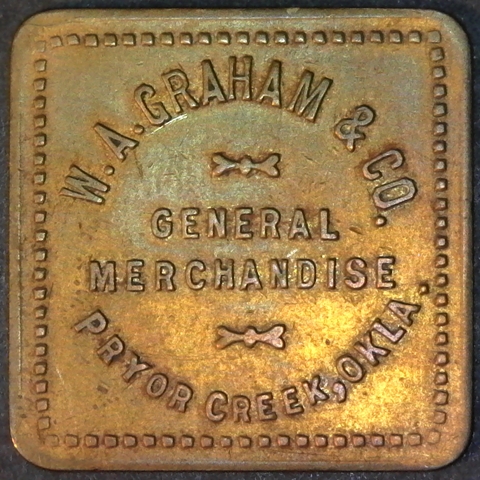 W. A. GRAHAM & CO.
GENERAL
MERCHANDISE
PRYOR CREEK, OKLA.